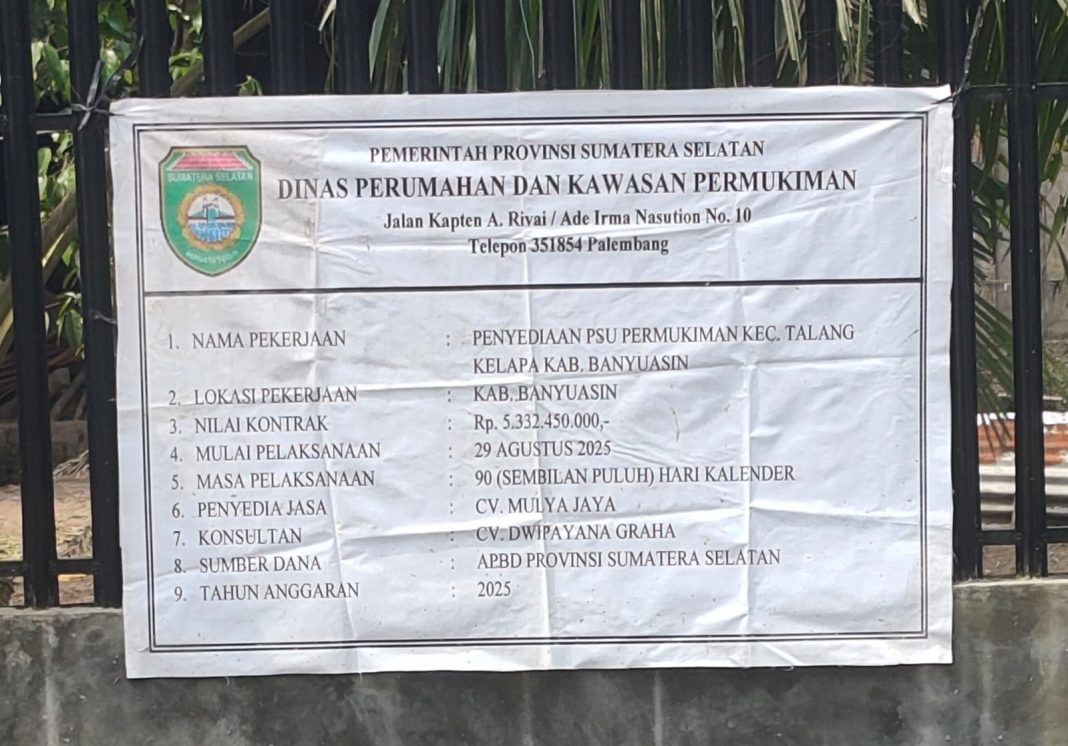 SUMATERA SELATAN
PEMERINTAH PROVINSI SUMATERA SELATAN
DINAS PERUMAHAN DAN KAWASAN PERMUKIMAN
Jalan Kapten A. Rivai / Ade Irma Nasution No. 10
Telepon 351854 Palembang
1. NAMA PEKERJAAN : PENYEDIAAN PSU PERMUKIMAN KEC. TALANG
KELAPA KAB. BANYUASIN
2. LOKASI PEKERJAAN : KAB. BANYUASIN
3. NILAI KONTRAK : Rp. 5.332.450.000,-
4. MULAI PELAKSANAAN : 29 AGUSTUS 2025
5. MASA PELAKSANAAN : 90 (SEMBILAN PULUH) HARI KALENDER
6. PENYEDIA JASA : CV. MULYA JAYA
7. KONSULTAN : CV. DWIPAYANA GRAHA
8. SUMBER DANA : APBD PROVINSI SUMATERA SELATAN
9. TAHUN ANGGARAN : 2025